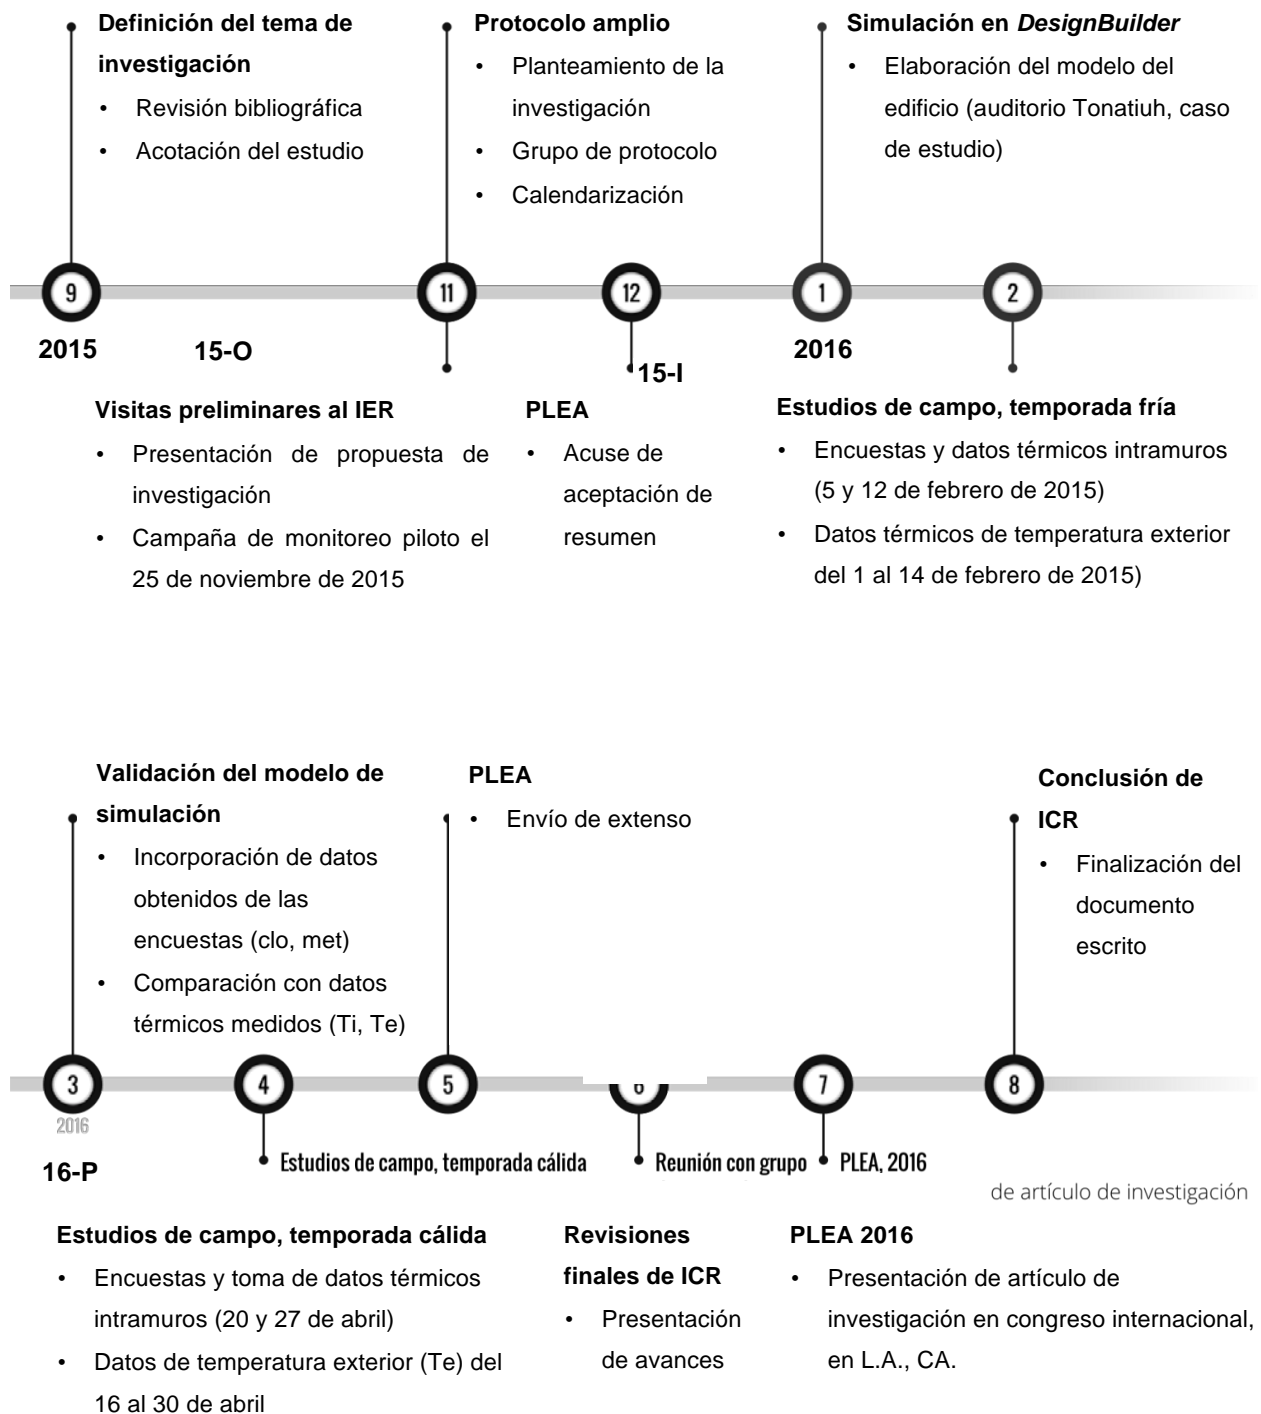 Definición del tema de
investigación
• Revisión bibliográfica
• Acotación del estudio
Protocolo amplio
• Planteamiento de la
investigación
• Grupo de protocolo
• Calendarización
Simulación en DesignBuilder
• Elaboración del modelo del
edificio (auditorio Tonatiuh, caso
de estudio)
9
11
12
1
2
2015
15-O
15-I
2016
Visitas preliminares al IER
• Presentación de propuesta de
investigación
• Campaña de monitoreo piloto el
25 de noviembre de 2015
PLEA
• Acuse de
aceptación de
resumen
Estudios de campo, temporada fría
• Encuestas y datos térmicos intramuros
(5 y 12 de febrero de 2015)
• Datos térmicos de temperatura exterior
del 1 al 14 de febrero de 2015)
Validación del modelo de
simulación
• Incorporación de datos
obtenidos de las
encuestas (clo, met)
• Comparación con datos
térmicos medidos (Ti, Te)
PLEA
• Envío de extenso
Conclusión de
ICR
• Finalización del
documento
escrito
3
4
5
6
7
8
2016
16-P
Estudios de campo, temporada cálida
Reunión con grupo
PLEA, 2016
de artículo de investigación
Estudios de campo, temporada cálida
• Encuestas y toma de datos térmicos
intramuros (20 y 27 de abril)
• Datos de temperatura exterior (Te) del
16 al 30 de abril
Revisiones
finales de ICR
• Presentación
de avances
PLEA 2016
• Presentación de artículo de
investigación en congreso internacional,
en L.A., CA.